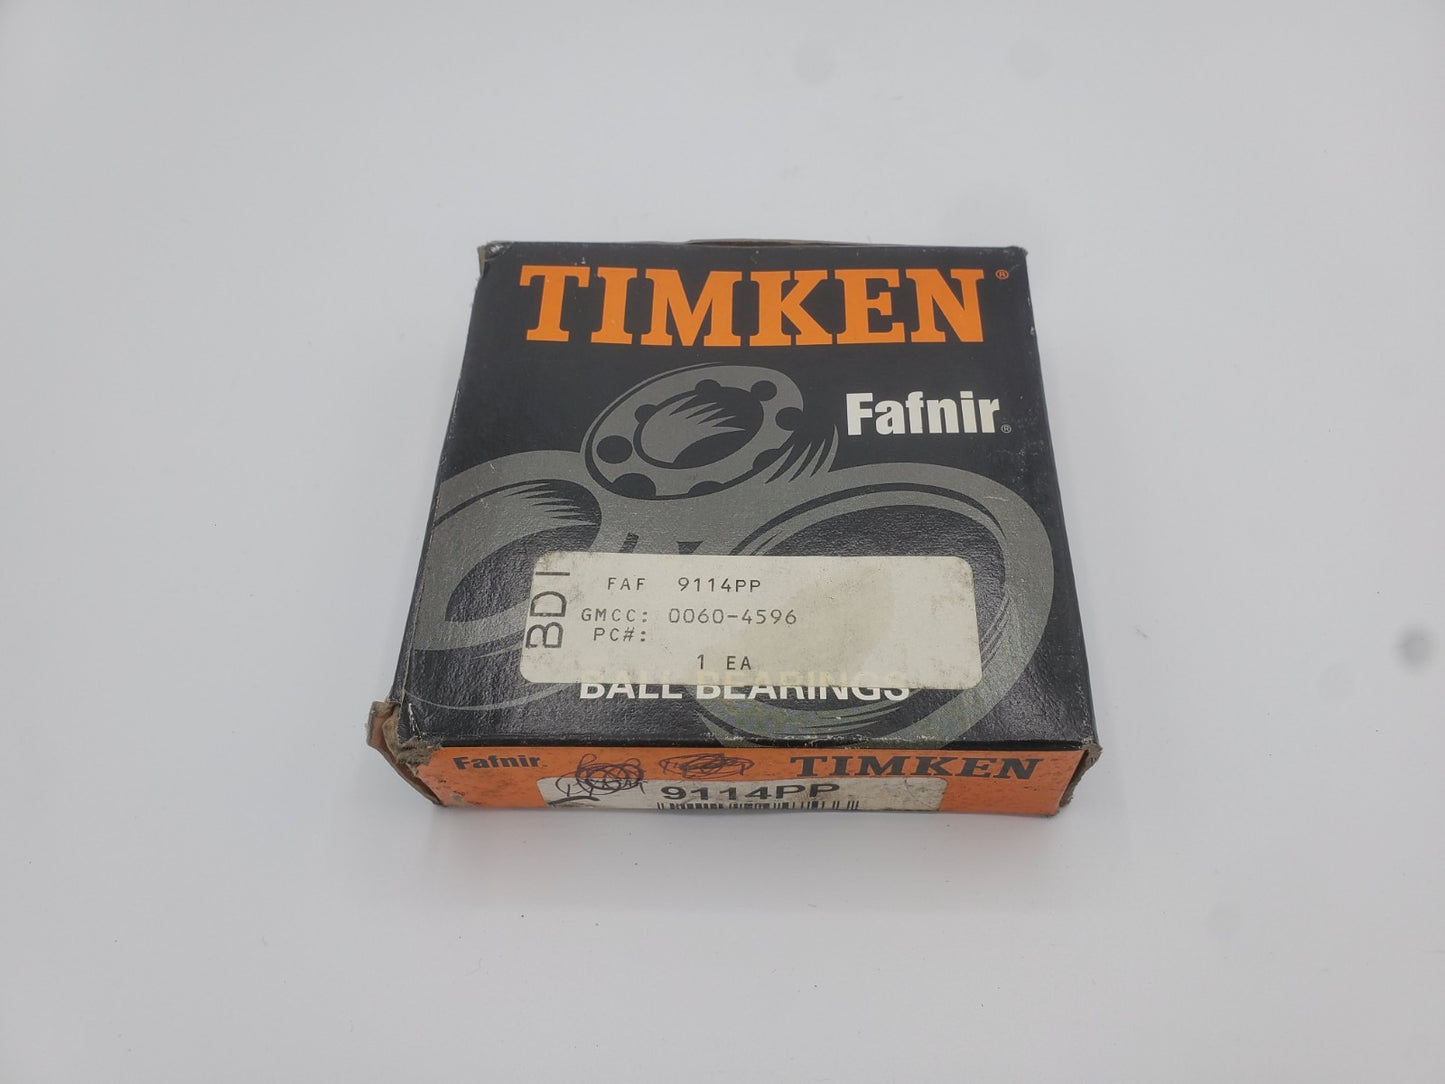 TIMKEN®
Fafnir®
BDI
FAF 9114PP
GMCC: 0060-4596
PC#:
1 EA
BALL BEARINGS
Fafnir®
TIMKEN
9114PP